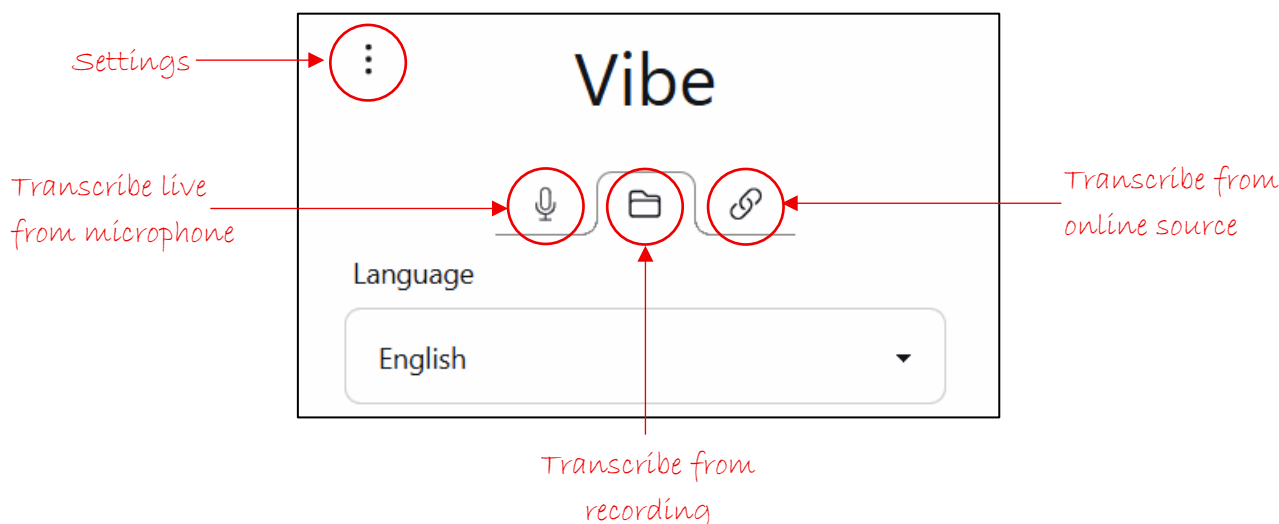 Settings
Vibe
Transcribe live
from microphone
Transcribe from
online source
Language
English
Transcribe from
recording